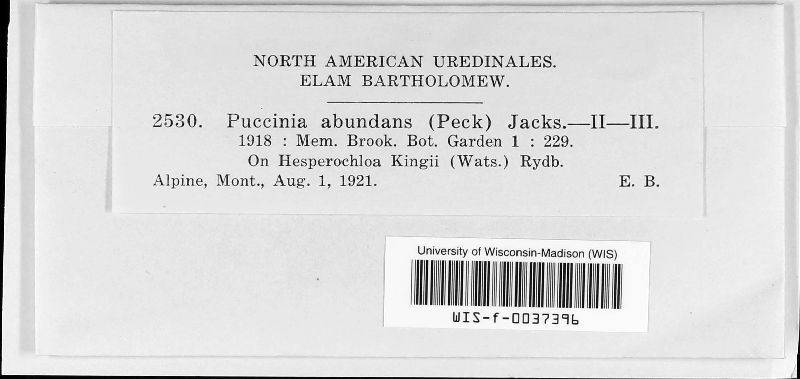 NORTH AMERICAN UREDINALES.
ELAM BARTHOLOMEW.
2530. Puccinia abundans (Peck) Jacks.—II—III.
1918 : Mem. Brook. Bot. Garden 1 : 229.
On Hesperochloa Kingii (Wats.) Rydb.
Alpine, Mont., Aug. 1, 1921. E. B.
University of Wisconsin-Madison (WIS)
WIS-f-0037396